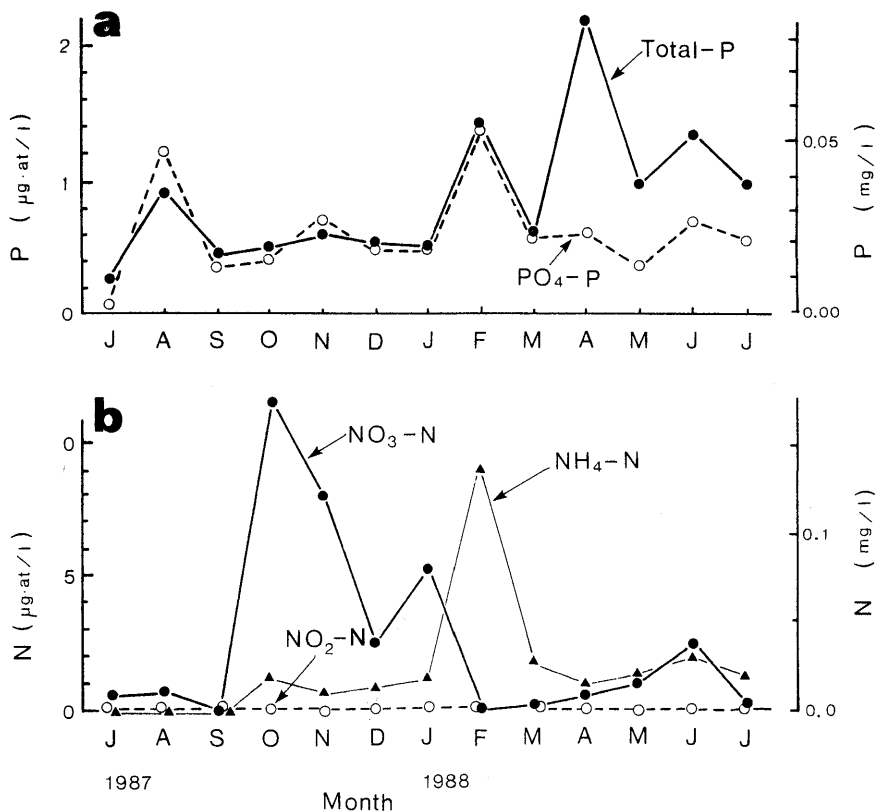 a
2
1
0
P ( μg·at/l )
Total-P
PO4-P
0.05
0.00
P ( mg/l )
J A S O N D J F M A M J J
b
0
5
0
N ( μg·at/l )
NO3-N
NH4-N
NO2-N
0.1
0.0
N ( mg/l )
J A S O N D J F M A M J J
1987 1988
Month